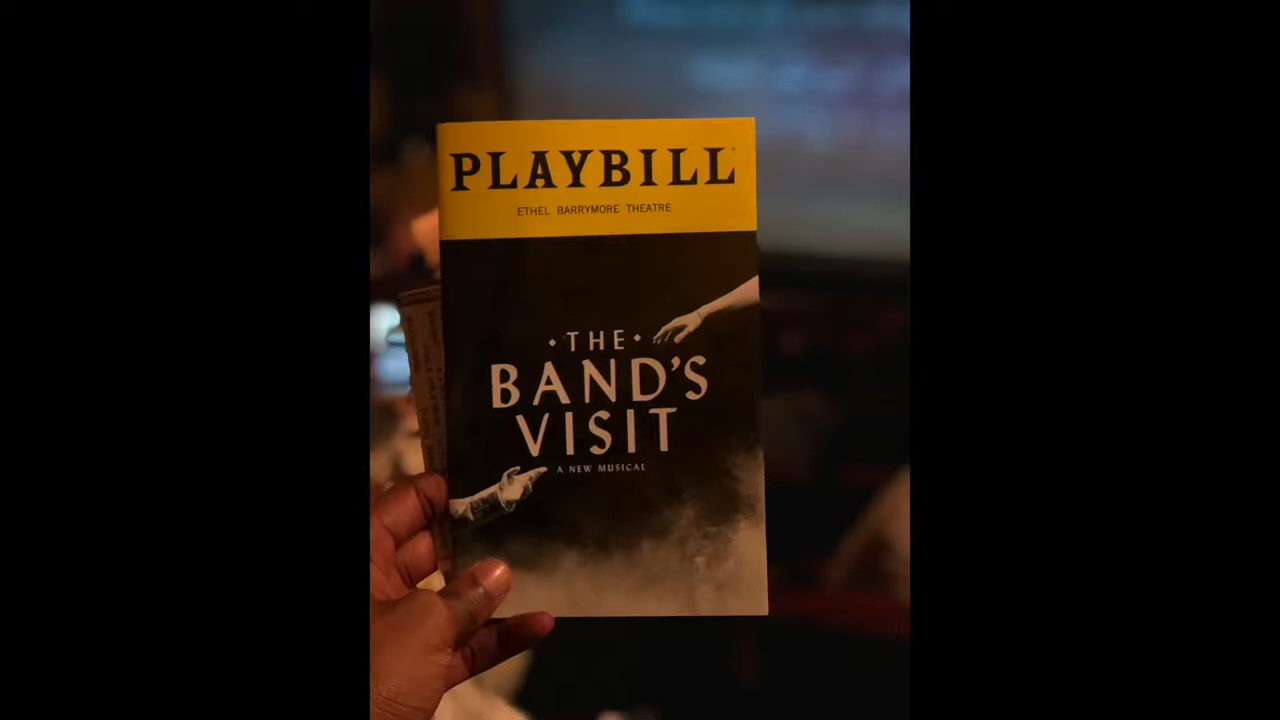 PLAYBILL
ETHEL BARRYMORE THEATRE
·THE·
BAND'S
VISIT
A NEW MUSICAL